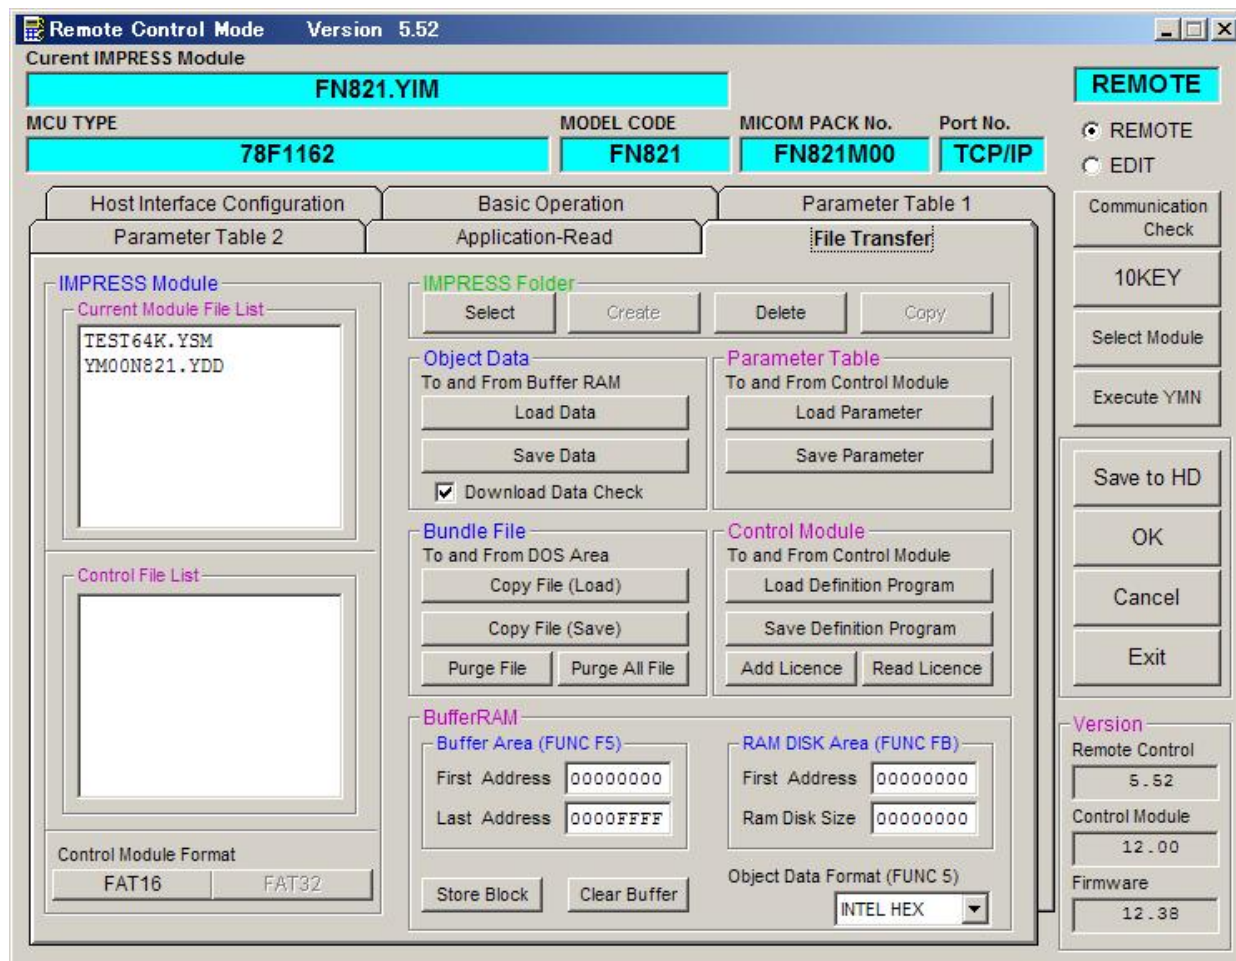 Remote Control Mode Version 5.52
Curent IMPRESS Module
FN821.YIM
REMOTE
MCU TYPE MODEL CODE MICOM PACK No. Port No.
78F1162 FN821 FN821M00 TCP/IP
REMOTE
EDIT
Host Interface Configuration Basic Operation Parameter Table 1
Parameter Table 2 Application-Read File Transfer
IMPRESS Module
Current Module File List
TEST64K.YSM
YM00N821.YDD
Control File List
Control Module Format
FAT16 FAT32
IMPRESS Folder
Select Create Delete Copy
Object Data
To and From Buffer RAM
Load Data
Save Data
Download Data Check
Parameter Table
To and From Control Module
Load Parameter
Save Parameter
Bundle File
To and From DOS Area
Copy File (Load)
Copy File (Save)
Purge File Purge All File
Control Module
To and From Control Module
Load Definition Program
Save Definition Program
Add Licence Read Licence
BufferRAM
Buffer Area (FUNC F5)
First Address 00000000
Last Address 0000FFFF
RAM DISK Area (FUNC FB)
First Address 00000000
Ram Disk Size 00000000
Store Block Clear Buffer
Object Data Format (FUNC 5)
INTEL HEX
Communication
Check
10KEY
Select Module
Execute YMN
Save to HD
OK
Cancel
Exit
Version
Remote Control
5.52
Control Module
12.00
Firmware
12.38